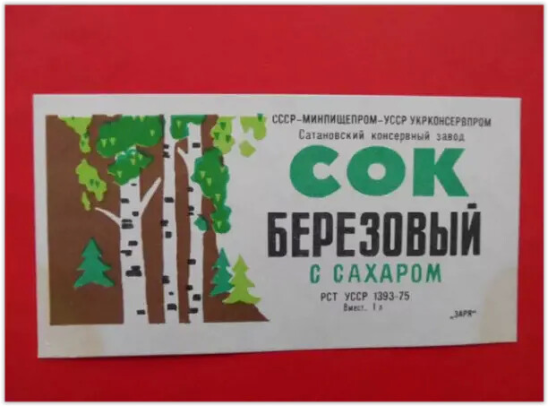 СССР-МИНПИЩЕПРОМ-УССР УКРКОНСЕРВПРОМ
Сатановский консервный завод
СОК
БЕРЕЗОВЫЙ
С САХАРОМ
РСТ УССР 1393-75
Вмест. 1 л
„ЗАРЯ"